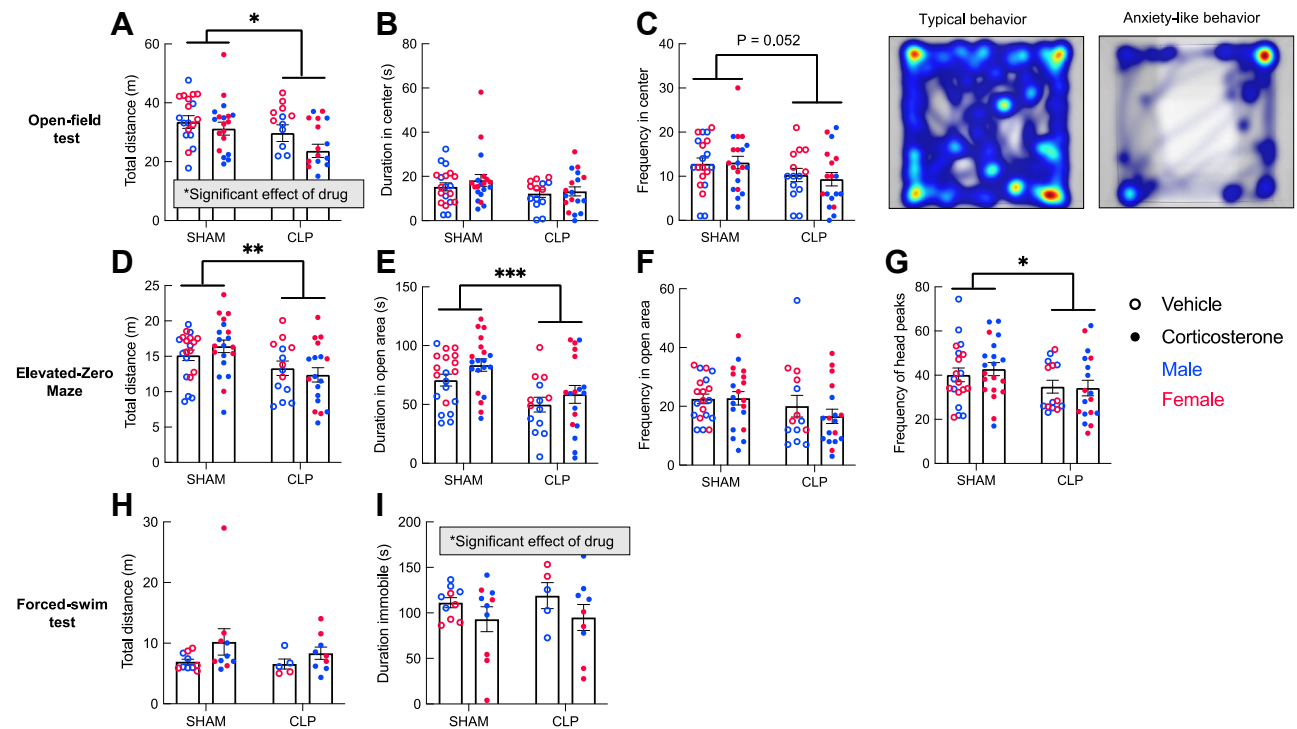 Typical behavior
Anxiety-like behavior
Open-field
test
A
*
Total distance (m)
60
40
20
0
*Significant effect of drug
B
Duration in center (s)
80
60
40
20
0
SHAM
CLP
C
P = 0.052
Frequency in center
40
30
20
10
0
SHAM
CLP
Elevated-Zero
Maze
D
**
Total distance (m)
25
20
15
10
5
0
SHAM
CLP
E
***
Duration in open area (s)
150
100
50
0
SHAM
CLP
F
Frequency in open area
60
40
20
0
SHAM
CLP
G
*
Frequency of head peaks
80
60
40
20
0
SHAM
CLP
Vehicle
Corticosterone
Male
Female
Forced-swim
test
H
Total distance (m)
30
20
10
0
SHAM
CLP
I
Duration immobile (s)
200
150
100
50
0
*Significant effect of drug
SHAM
CLP